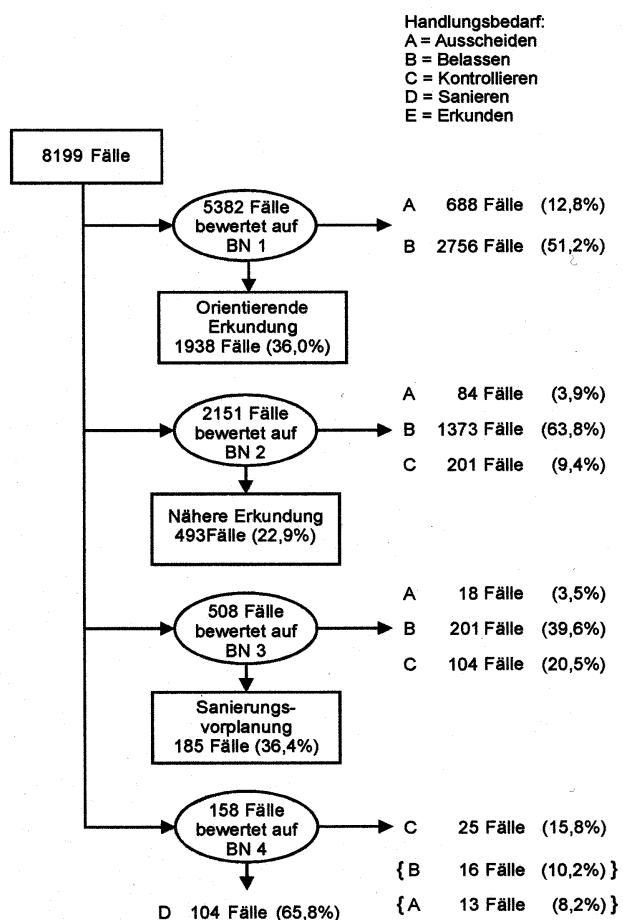 Handlungsbedarf:
A = Ausscheiden
B = Belassen
C = Kontrollieren
D = Sanieren
E = Erkunden
8199 Fälle
5382 Fälle
bewertet auf
BN 1
A 688 Fälle (12,8%)
B 2756 Fälle (51,2%)
Orientierende
Erkundung
1938 Fälle (36,0%)
2151 Fälle
bewertet auf
BN 2
A 84 Fälle (3,9%)
B 1373 Fälle (63,8%)
C 201 Fälle (9,4%)
Nähere Erkundung
493Fälle (22,9%)
508 Fälle
bewertet auf
BN 3
A 18 Fälle (3,5%)
B 201 Fälle (39,6%)
C 104 Fälle (20,5%)
Sanierungs-
vorplanung
185 Fälle (36,4%)
158 Fälle
bewertet auf
BN 4
C 25 Fälle (15,8%)
{ B 16 Fälle (10,2%) }
{ A 13 Fälle (8,2%) }
D 104 Fälle (65,8%)